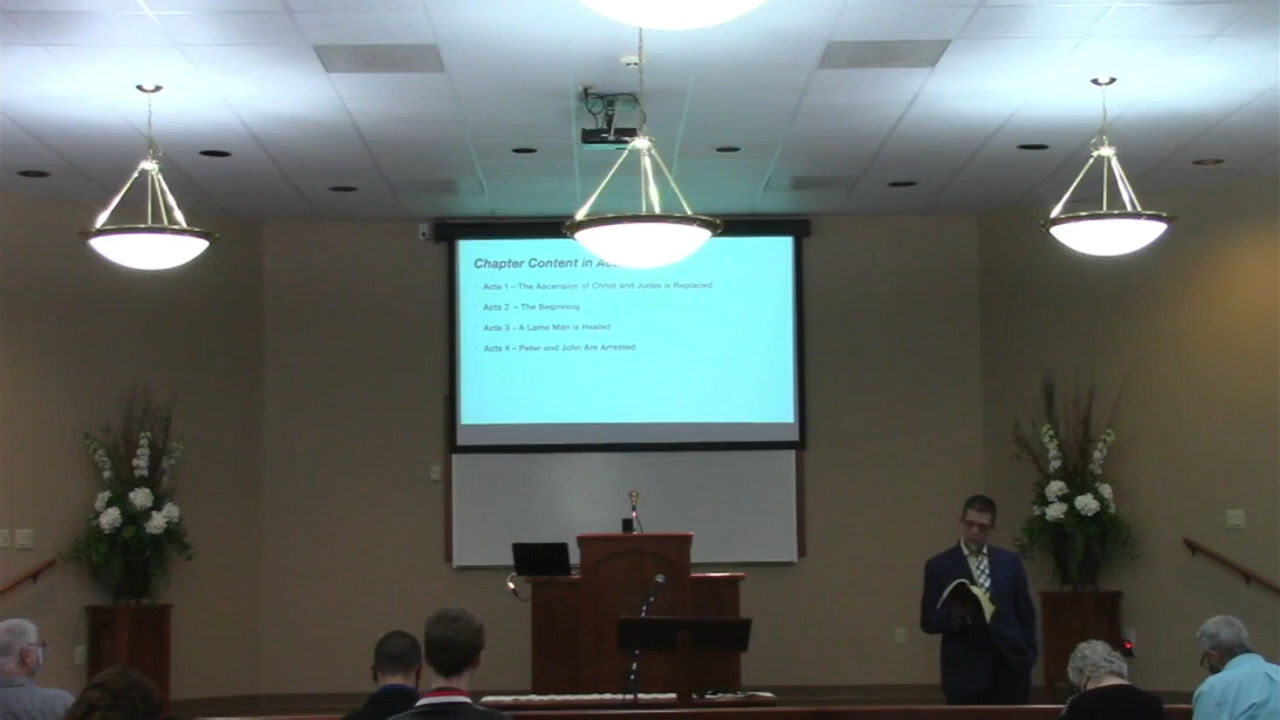 Chapter Content in
Acts 1 – The Ascension of Christ and Judas is Replaced
Acts 2 – The Beginning
Acts 3 - A Lame Man is Healed
Acts 4 – Peter and John Are Arrested